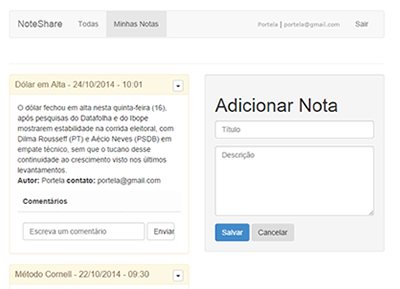 NoteShare Todas Minhas Notas Portela | portela@gmail.com Sair
Dólar em Alta - 24/10/2014 - 10:01
O dólar fechou em alta nesta quinta-feira (16),
após pesquisas do Datafolha e do Ibope
mostrarem estabilidade na corrida eleitoral, com
Dilma Rousseff (PT) e Aécio Neves (PSDB) em
empate técnico, sem que o tucano desse
continuidade ao crescimento visto nos últimos
levantamentos.
Autor: Portela contato: portela@gmail.com
Comentários
Escreva um comentário Enviar
Método Cornell - 22/10/2014 - 09:30
Adicionar Nota
Título
Descrição
Salvar Cancelar